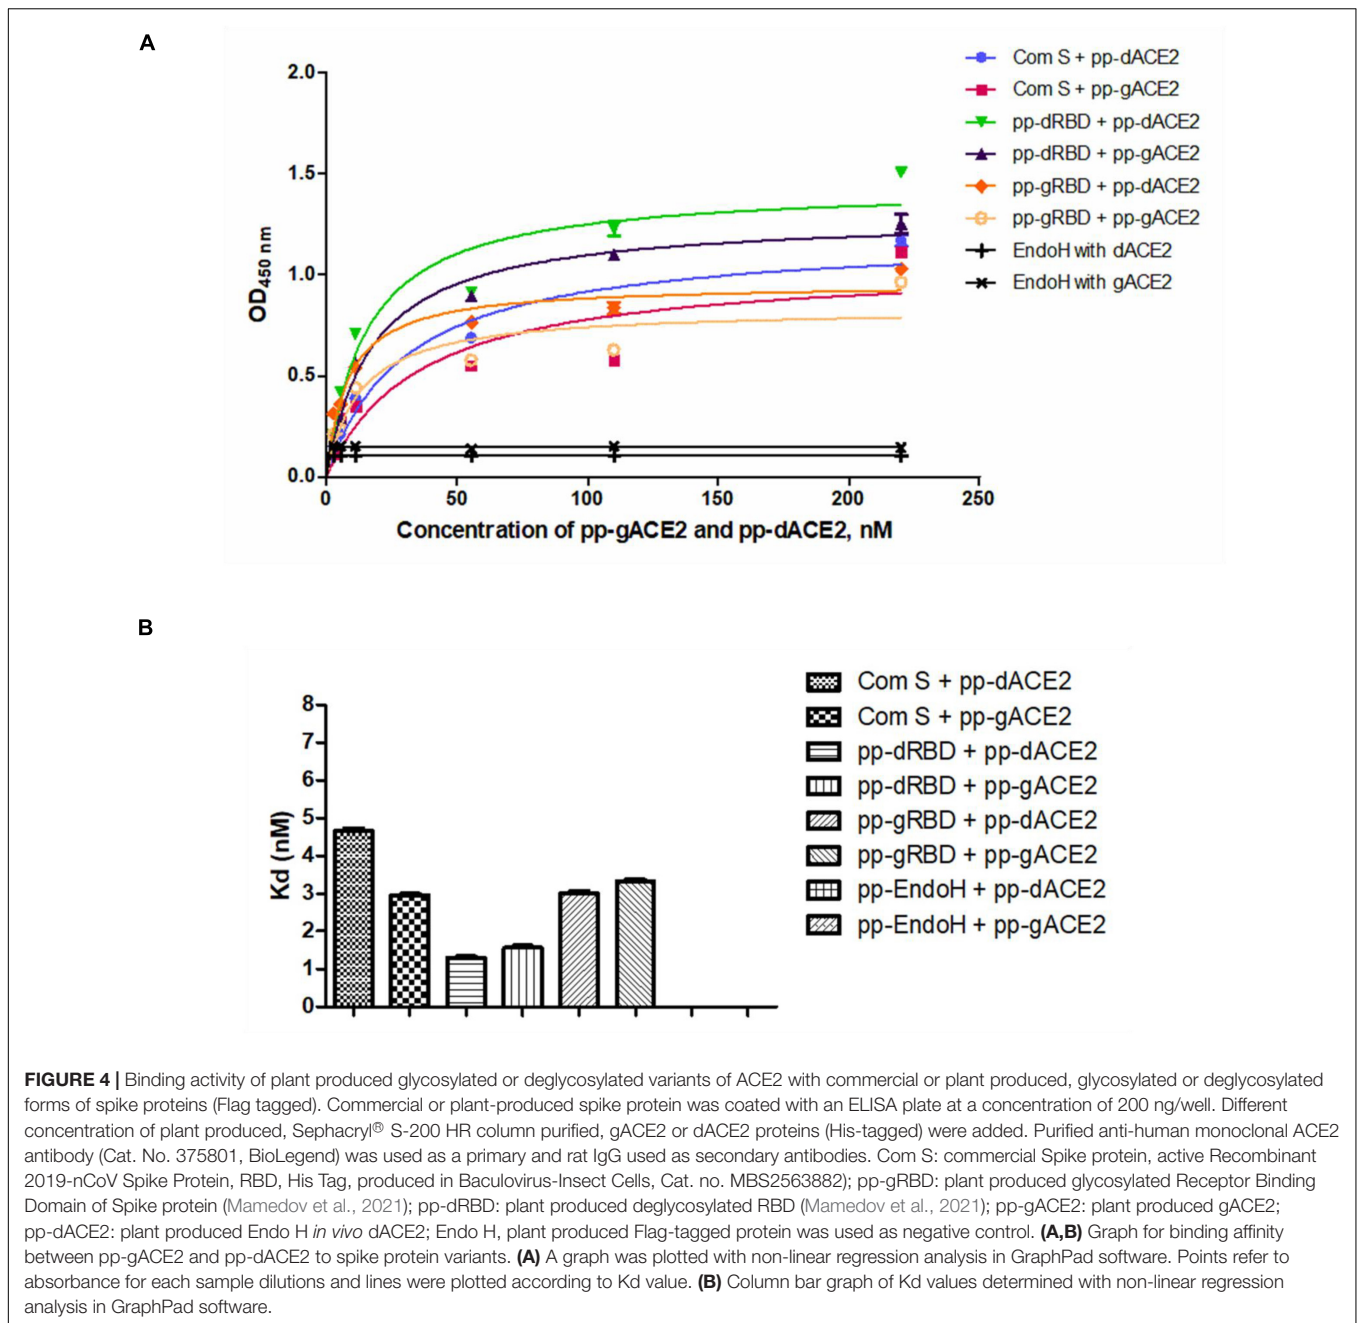 A
2.0
1.5
1.0
0.5
0.0
OD450 nm
0 50 100 150 200 250
Concentration of pp-gACE2 and pp-dACE2, nM
Com S + pp-dACE2
Com S + pp-gACE2
pp-dRBD + pp-dACE2
pp-dRBD + pp-gACE2
pp-gRBD + pp-dACE2
pp-gRBD + pp-gACE2
EndoH with dACE2
EndoH with gACE2
B
8
7
6
5
4
3
2
1
0
Kd (nM)
Com S + pp-dACE2
Com S + pp-gACE2
pp-dRBD + pp-dACE2
pp-dRBD + pp-gACE2
pp-gRBD + pp-dACE2
pp-gRBD + pp-gACE2
pp-EndoH + pp-dACE2
pp-EndoH + pp-gACE2
FIGURE 4 | Binding activity of plant produced glycosylated or deglycosylated variants of ACE2 with commercial or plant produced, glycosylated or deglycosylated
forms of spike proteins (Flag tagged). Commercial or plant-produced spike protein was coated with an ELISA plate at a concentration of 200 ng/well. Different
concentration of plant produced, Sephacryl® S-200 HR column purified, gACE2 or dACE2 proteins (His-tagged) were added. Purified anti-human monoclonal ACE2
antibody (Cat. No. 375801, BioLegend) was used as a primary and rat IgG used as secondary antibodies. Com S: commercial Spike protein, active Recombinant
2019-nCoV Spike Protein, RBD, His Tag, produced in Baculovirus-Insect Cells, Cat. no. MBS2563882); pp-gRBD: plant produced glycosylated Receptor Binding
Domain of Spike protein (Mamedov et al., 2021); pp-dRBD: plant produced deglycosylated RBD (Mamedov et al., 2021); pp-gACE2: plant produced gACE2;
pp-dACE2: plant produced Endo H in vivo dACE2; Endo H, plant produced Flag-tagged protein was used as negative control. (A,B) Graph for binding affinity
between pp-gACE2 and pp-dACE2 to spike protein variants. (A) A graph was plotted with non-linear regression analysis in GraphPad software. Points refer to
absorbance for each sample dilutions and lines were plotted according to Kd value. (B) Column bar graph of Kd values determined with non-linear regression
analysis in GraphPad software.